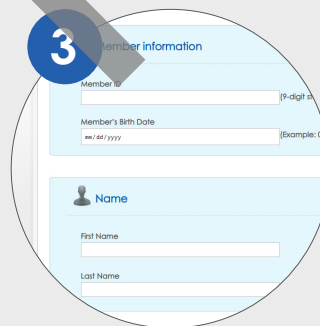 3
Member information
Member ID
(9-digit
Member's Birth Date
mm/dd/yyyy
(Example:
Name
First Name
Last Name